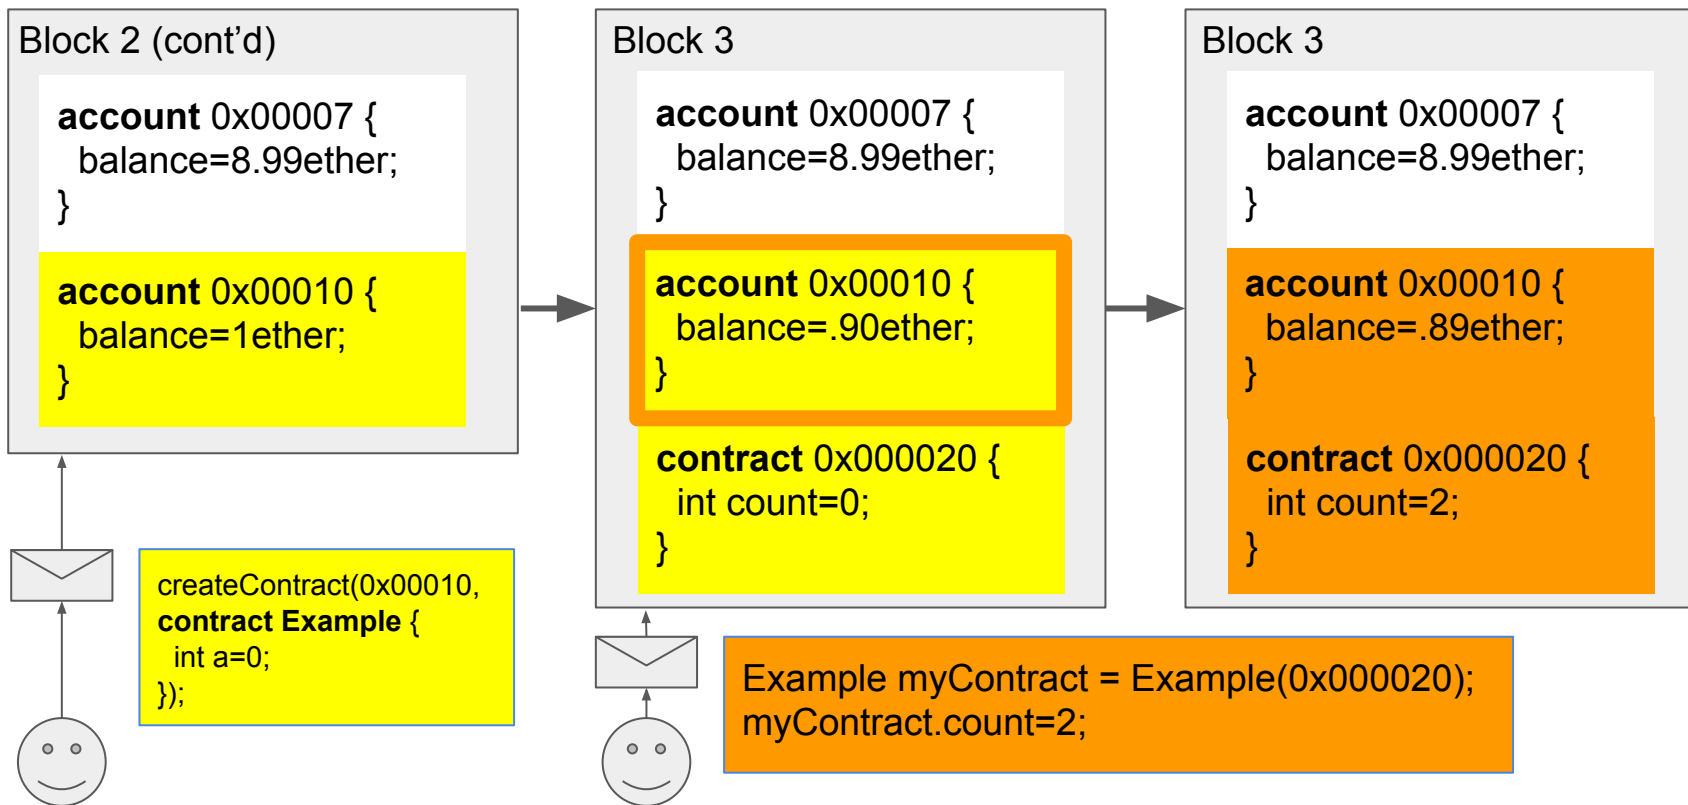 Block 2 (cont’d)
account 0x00007 {
balance=8.99ether;
}
account 0x00010 {
balance=1ether;
}
createContract(0x00010,
contract Example {
int a=0;
});
Block 3
account 0x00007 {
balance=8.99ether;
}
account 0x00010 {
balance=.90ether;
}
contract 0x000020 {
int count=0;
}
Example myContract = Example(0x000020);
myContract.count=2;
Block 3
account 0x00007 {
balance=8.99ether;
}
account 0x00010 {
balance=.89ether;
}
contract 0x000020 {
int count=2;
}